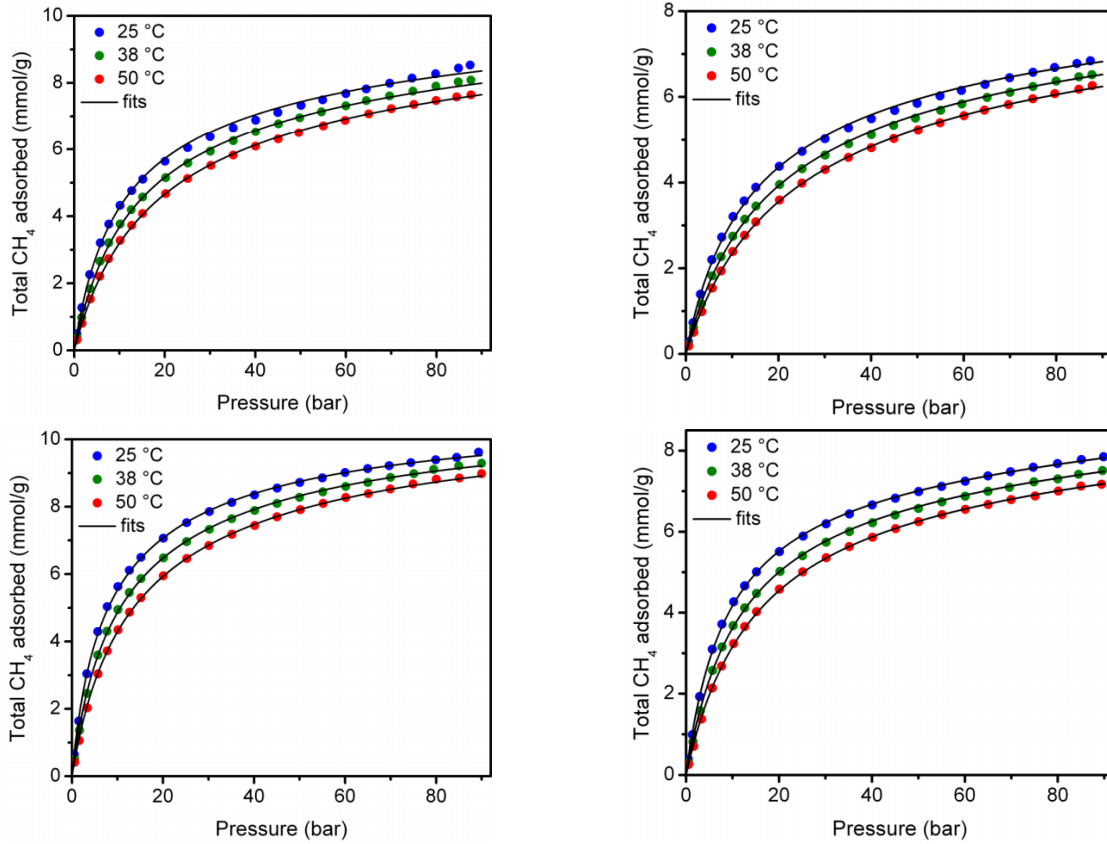 10
8
6
4
2
0
Total CH₄ adsorbed (mmol/g)
25 °C
38 °C
50 °C
fits
0 20 40 60 80
Pressure (bar)
8
6
4
2
0
Total CH₄ adsorbed (mmol/g)
25 °C
38 °C
50 °C
fits
0 20 40 60 80
Pressure (bar)
10
8
6
4
2
0
Total CH₄ adsorbed (mmol/g)
25 °C
38 °C
50 °C
fits
0 20 40 60 80
Pressure (bar)
8
6
4
2
0
Total CH₄ adsorbed (mmol/g)
25 °C
38 °C
50 °C
fits
0 20 40 60 80
Pressure (bar)